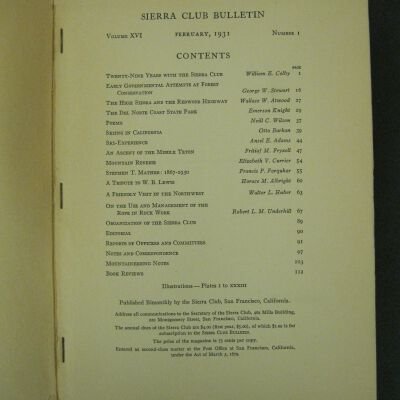 SIERRA CLUB BULLETIN
VOLUME XVI FEBRUARY, 1931 NUMBER 1
CONTENTS
PAGE
TWENTY-NINE YEARS WITH THE SIERRA CLUB William E. Colby 1
EARLY GOVERNMENTAL ATTEMPTS AT FOREST
CONSERVATION George W. Stewart 16
THE HIGH SIERRA AND THE REDWOOD HIGHWAY Wallace W. Atwood 27
THE DEL NORTE COAST STATE PARK Emerson Knight 29
POEMS Neill C. Wilson 37
SKIING IN CALIFORNIA Otto Barkan 39
SKI-EXPERIENCE Ansel E. Adams 44
AN ASCENT OF THE MIDDLE TETON Fritiof M. Fryxell 47
MOUNTAIN REVERIE Elizabeth V. Carrier 54
STEPHEN T. MATHER: 1867-1930 Francis P. Farquhar 55
A TRIBUTE TO W. B. LEWIS Horace M. Albright 60
A FRIENDLY VISIT IN THE NORTHWEST Walter L. Huber 63
ON THE USE AND MANAGEMENT OF THE
ROPE IN ROCK WORK Robert L. M. Underhill 67
ORGANIZATION OF THE SIERRA CLUB 89
EDITORIAL 90
REPORTS OF OFFICERS AND COMMITTEES 91
NOTES AND CORRESPONDENCE 97
MOUNTAINEERING NOTES 103
BOOK REVIEWS 112
Illustrations — Plates I to XXXIII
Published Bimonthly by the Sierra Club, San Francisco, California.
Address all communications to the Secretary of the Sierra Club, 402 Mills Building,
220 Montgomery Street, San Francisco, California.
The annual dues of the Sierra Club are $4.00 (first year, $5.00), of which $1.00 is for
subscription to the SIERRA CLUB BULLETIN.
The price of the magazine is 75 cents per copy.
Entered as second-class matter at the Post Office at San Francisco, California,
under the Act of March 3, 1879.